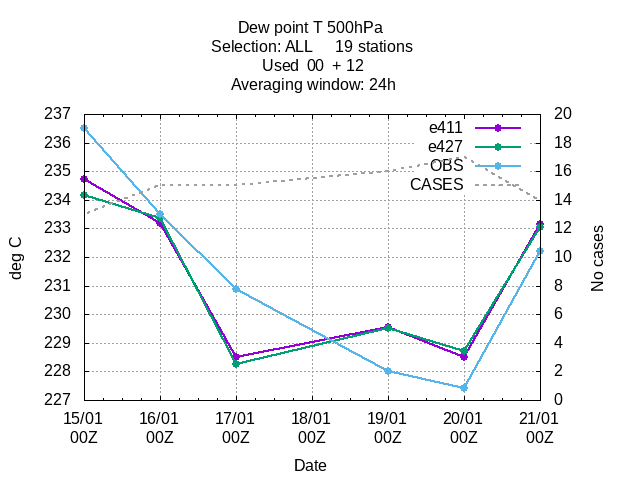 Dew point T 500hPa
Selection: ALL     19 stations
Used  00  + 12
Averaging window: 24h
237
236
235
234
233
232
231
230
229
228
227
deg C
20
18
16
14
12
10
8
6
4
2
0
No cases
e411
e427
OBS
CASES
15/01 16/01 17/01 18/01 19/01 20/01 21/01
00Z 00Z 00Z 00Z 00Z 00Z 00Z
Date